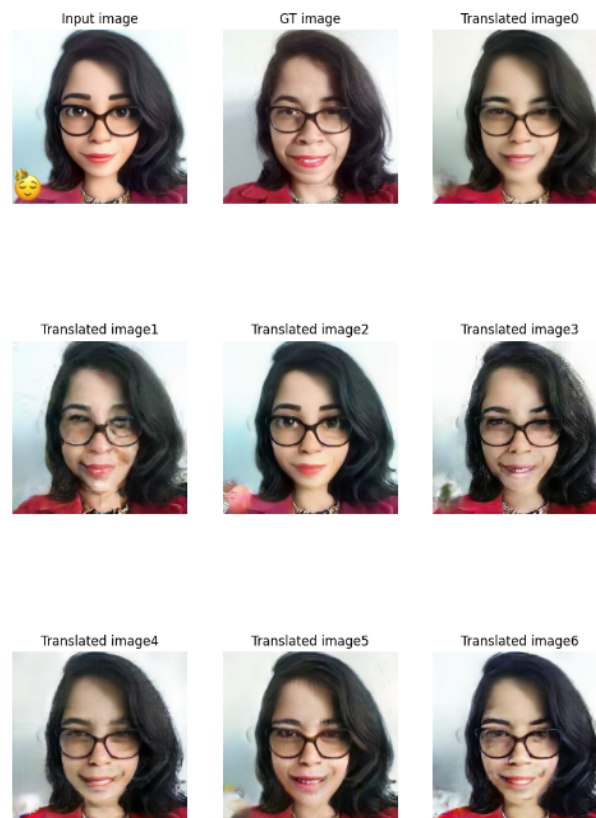 Input image
GT image
Translated image0
Translated image1
Translated image2
Translated image3
Translated image4
Translated image5
Translated image6